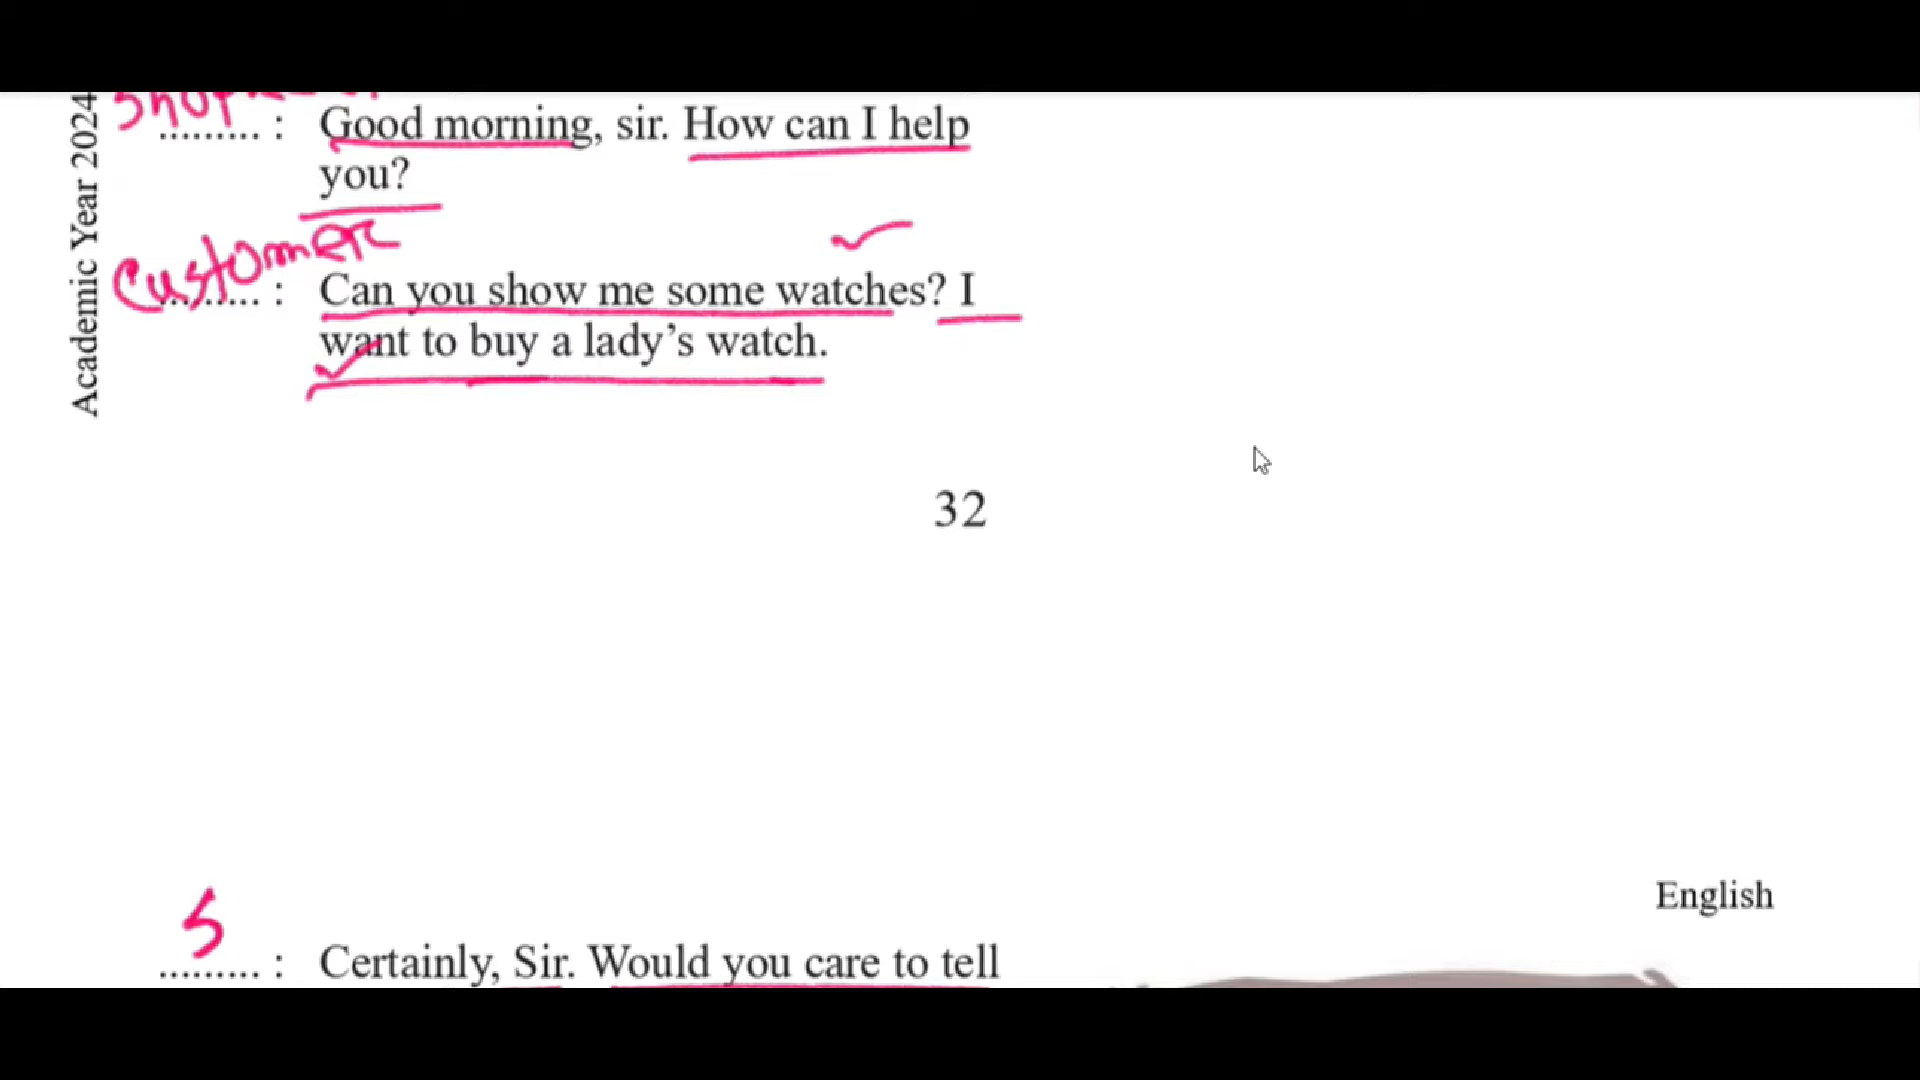 Academic Year 2024
......... : Good morning, sir. How can I help
you?
Customer
......... : Can you show me some watches? I
want to buy a lady’s watch.
32
English
S
......... : Certainly, Sir. Would you care to tell